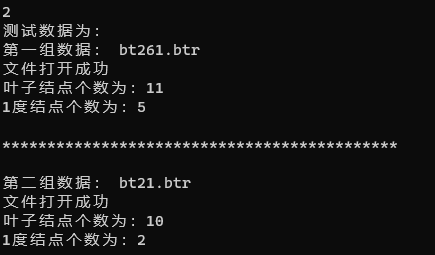 2
测试数据为:
第一组数据: bt261.btr
文件打开成功
叶子结点个数为: 11
1度结点个数为: 5
********************************************
第二组数据: bt21.btr
文件打开成功
叶子结点个数为: 10
1度结点个数为: 2